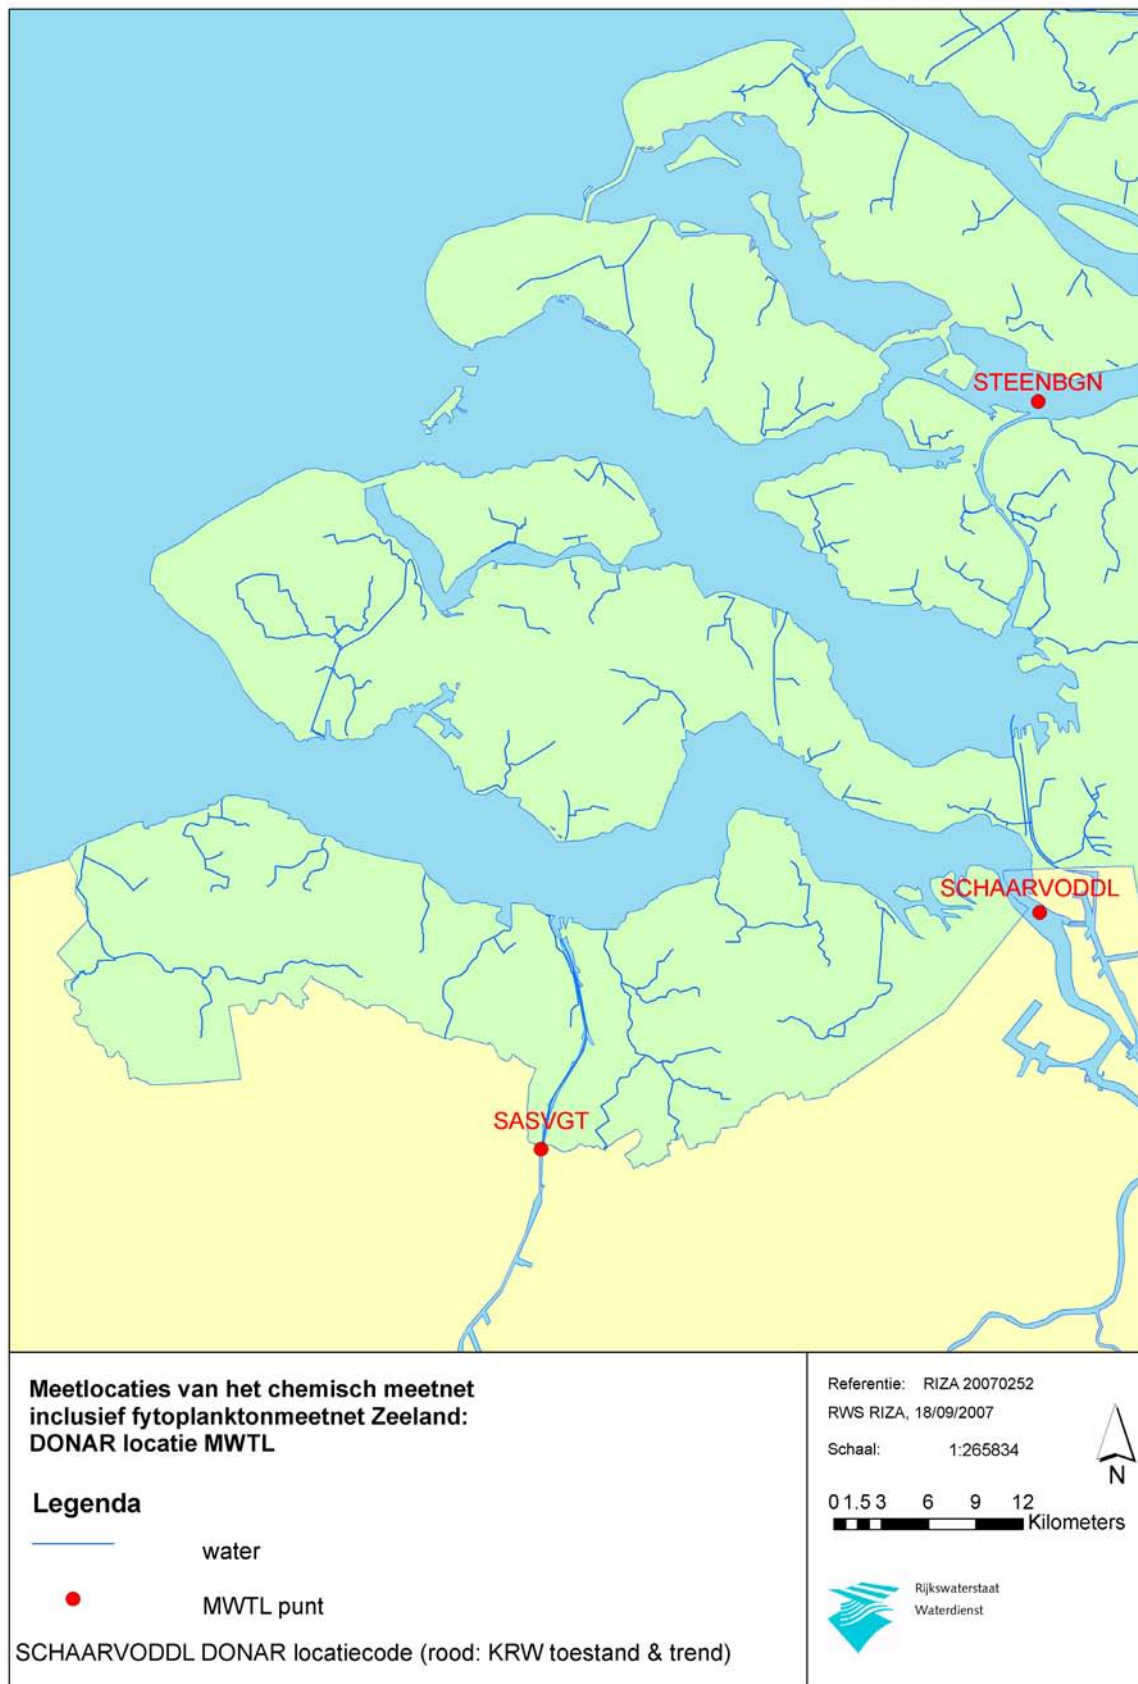 STEENBGN
SCHAARVODDL
SASVGT
Meetlocaties van het chemisch meetnet
inclusief fytoplanktonmeetnet Zeeland:
DONAR locatie MWTL
Legenda
water
MWTL punt
SCHAARVODDL DONAR locatiecode (rood: KRW toestand & trend)
Referentie: RIZA 20070252
RWS RIZA, 18/09/2007
Schaal: 1:265834
N
0 1.5 3 6 9 12
Kilometers
Rijkswaterstaat
Waterdienst